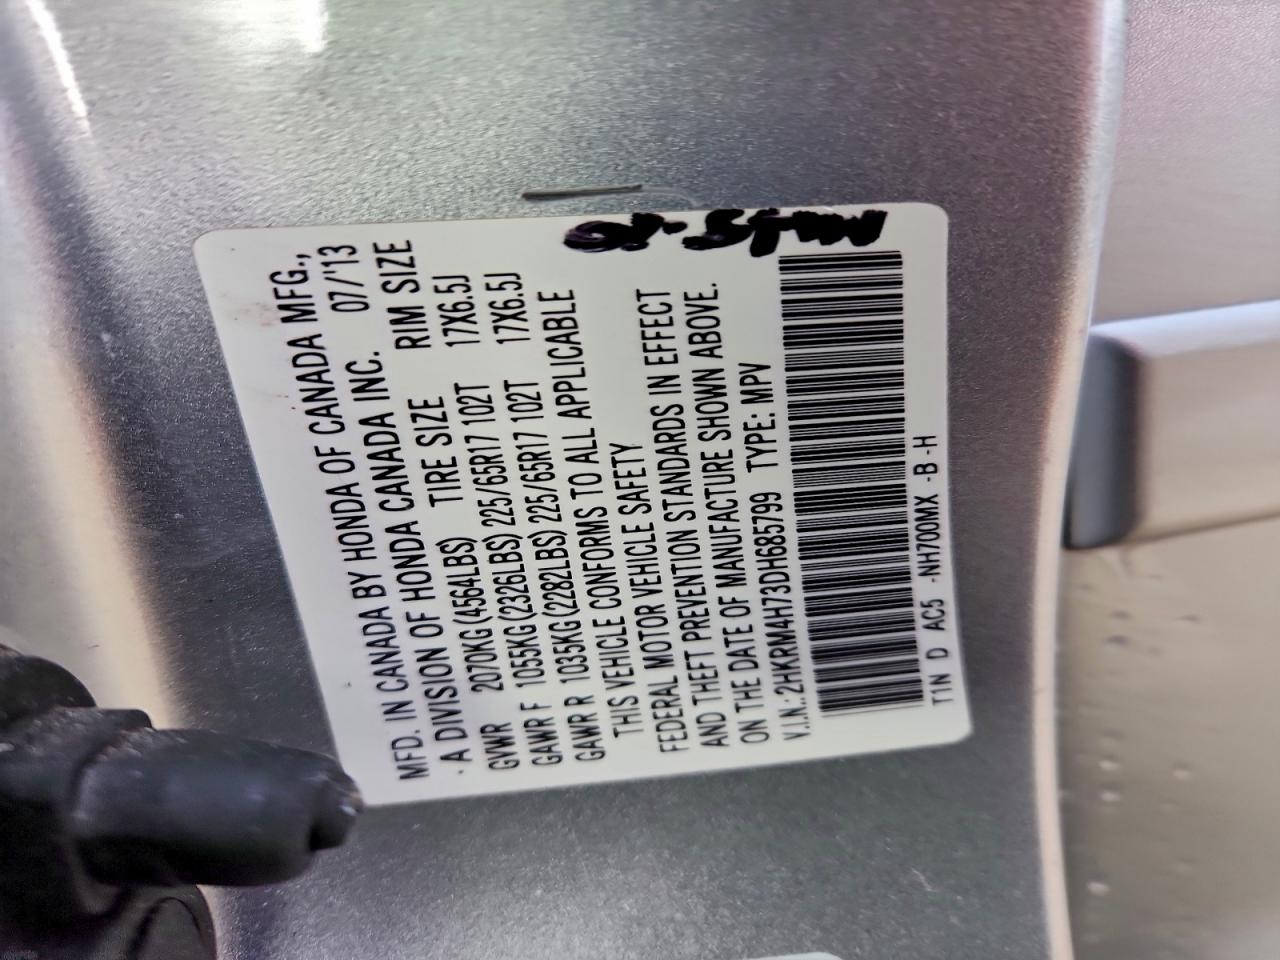 MFD. IN CANADA BY HONDA OF CANADA MFG.,
· A DIVISION OF HONDA CANADA INC. 07/'13
TIRE SIZE RIM SIZE
GVWR 2070KG(4564LBS)
GAWR F 1055KG(2326LBS) 225/65R17 102T 17X6.5J
GAWR R 1035KG(2282LBS) 225/65R17 102T 17X6.5J
THIS VEHICLE CONFORMS TO ALL APPLICABLE
FEDERAL MOTOR VEHICLE SAFETY
AND THEFT PREVENTION STANDARDS IN EFFECT
ON THE DATE OF MANUFACTURE SHOWN ABOVE.
V.I.N.: 2HKRM4H73DH685799 TYPE: MPV
T1N D AC5 -NH700MX -B -H